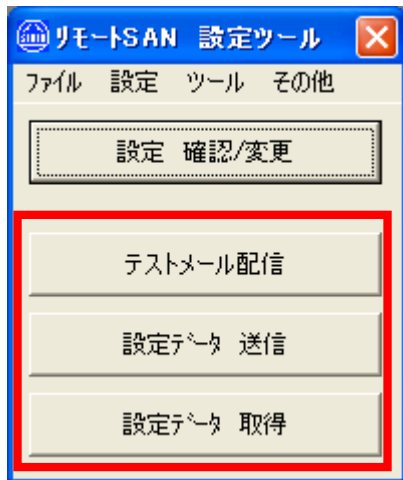 リモートSAN 設定ツール
ファイル 設定 ツール その他
設定 確認/変更
テストメール配信
設定データ 送信
設定データ 取得